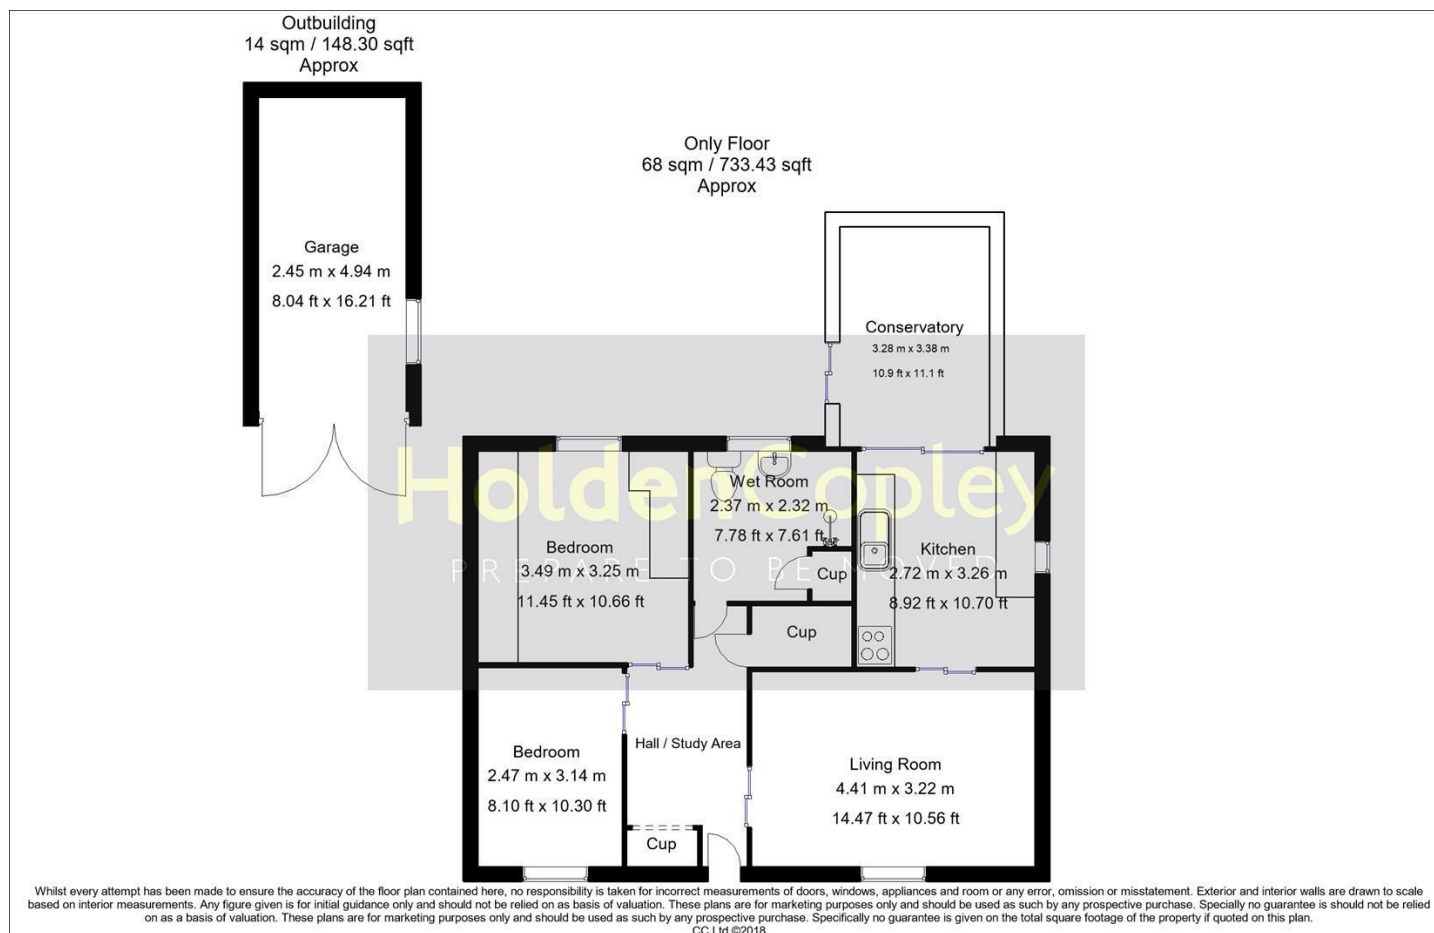 Outbuilding
14 sqm / 148.30 sqft
Approx
Only Floor
68 sqm / 733.43 sqft
Approx
Garage
2.45 m x 4.94 m
8.04 ft x 16.21 ft
Conservatory
3.28 m x 3.38 m
10.9 ft x 11.1 ft
HoldenCopley
PREPARE TO BE MOVED
Wet Room
2.37 m x 2.32 m
7.78 ft x 7.61 ft
Bedroom
3.49 m x 3.25 m
11.45 ft x 10.66 ft
Kitchen
2.72 m x 3.26 m
8.92 ft x 10.70 ft
Cup
Cup
Hall / Study Area
Bedroom
2.47 m x 3.14 m
8.10 ft x 10.30 ft
Living Room
4.41 m x 3.22 m
14.47 ft x 10.56 ft
Cup
Whilst every attempt has been made to ensure the accuracy of the floor plan contained here, no responsibility is taken for incorrect measurements of doors, windows, appliances and room or any error, omission or misstatement. Exterior and interior walls are drawn to scale
based on interior measurements. Any figure given is for initial guidance only and should not be relied on as basis of valuation. These plans are for marketing purposes only and should be used as such by any prospective purchase. Specially no guarantee is should not be relied
on as a basis of valuation. These plans are for marketing purposes only and should be used as such by any prospective purchase. Specifically no guarantee is given on the total square footage of the property if quoted on this plan.
CC Ltd ©2018